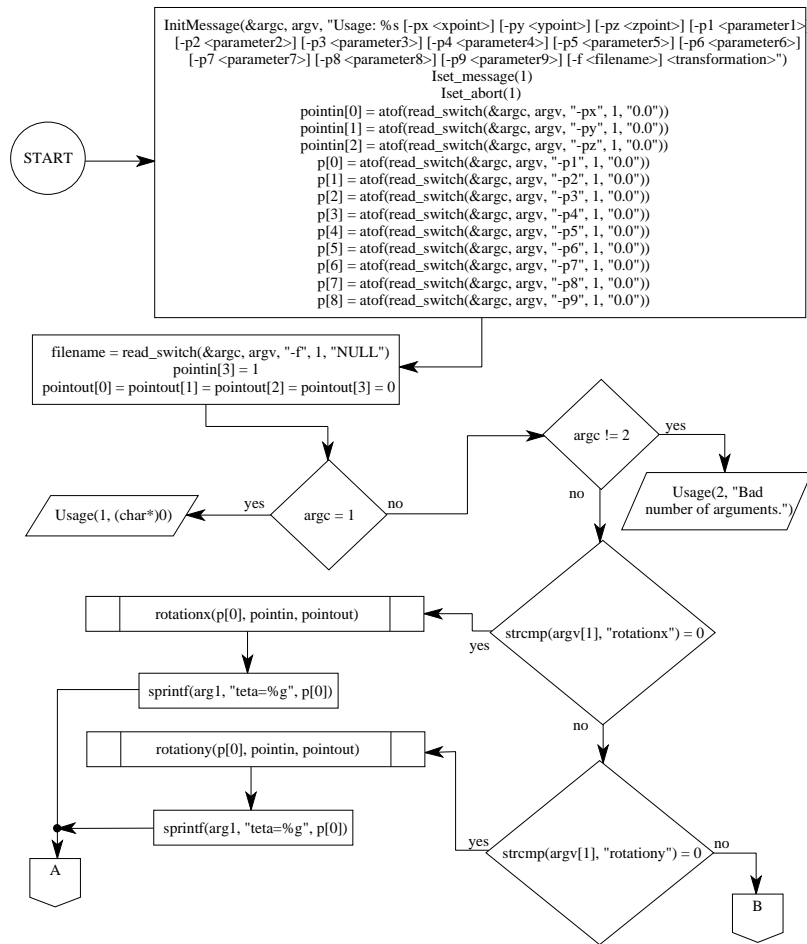 InitMessage(&argc, argv, "Usage: %s [-px <xpoint>] [-py <ypoint>] [-pz <zpoint>] [-p1 <parameter1>
[-p2 <parameter2>] [-p3 <parameter3>] [-p4 <parameter4>] [-p5 <parameter5>] [-p6 <parameter6>]
[-p7 <parameter7>] [-p8 <parameter8>] [-p9 <parameter9>] [-f <filename>] <transformation>")
Iset_message(1)
Iset_abort(1)
pointin[0] = atof(read_switch(&argc, argv, "-px", 1, "0.0"))
pointin[1] = atof(read_switch(&argc, argv, "-py", 1, "0.0"))
pointin[2] = atof(read_switch(&argc, argv, "-pz", 1, "0.0"))
p[0] = atof(read_switch(&argc, argv, "-p1", 1, "0.0"))
p[1] = atof(read_switch(&argc, argv, "-p2", 1, "0.0"))
p[2] = atof(read_switch(&argc, argv, "-p3", 1, "0.0"))
p[3] = atof(read_switch(&argc, argv, "-p4", 1, "0.0"))
p[4] = atof(read_switch(&argc, argv, "-p5", 1, "0.0"))
p[5] = atof(read_switch(&argc, argv, "-p6", 1, "0.0"))
p[6] = atof(read_switch(&argc, argv, "-p7", 1, "0.0"))
p[7] = atof(read_switch(&argc, argv, "-p8", 1, "0.0"))
p[8] = atof(read_switch(&argc, argv, "-p9", 1, "0.0"))
START
filename = read_switch(&argc, argv, "-f", 1, "NULL")
pointin[3] = 1
pointout[0] = pointout[1] = pointout[2] = pointout[3] = 0
argc != 2
yes
no
Usage(2, "Bad
number of arguments.")
argc = 1
yes
no
Usage(1, (char*)0)
strcmp(argv[1], "rotationx") = 0
yes
no
rotationx(p[0], pointin, pointout)
sprintf(arg1, "teta=%g", p[0])
rotationy(p[0], pointin, pointout)
sprintf(arg1, "teta=%g", p[0])
strcmp(argv[1], "rotationy") = 0
yes
no
A
B